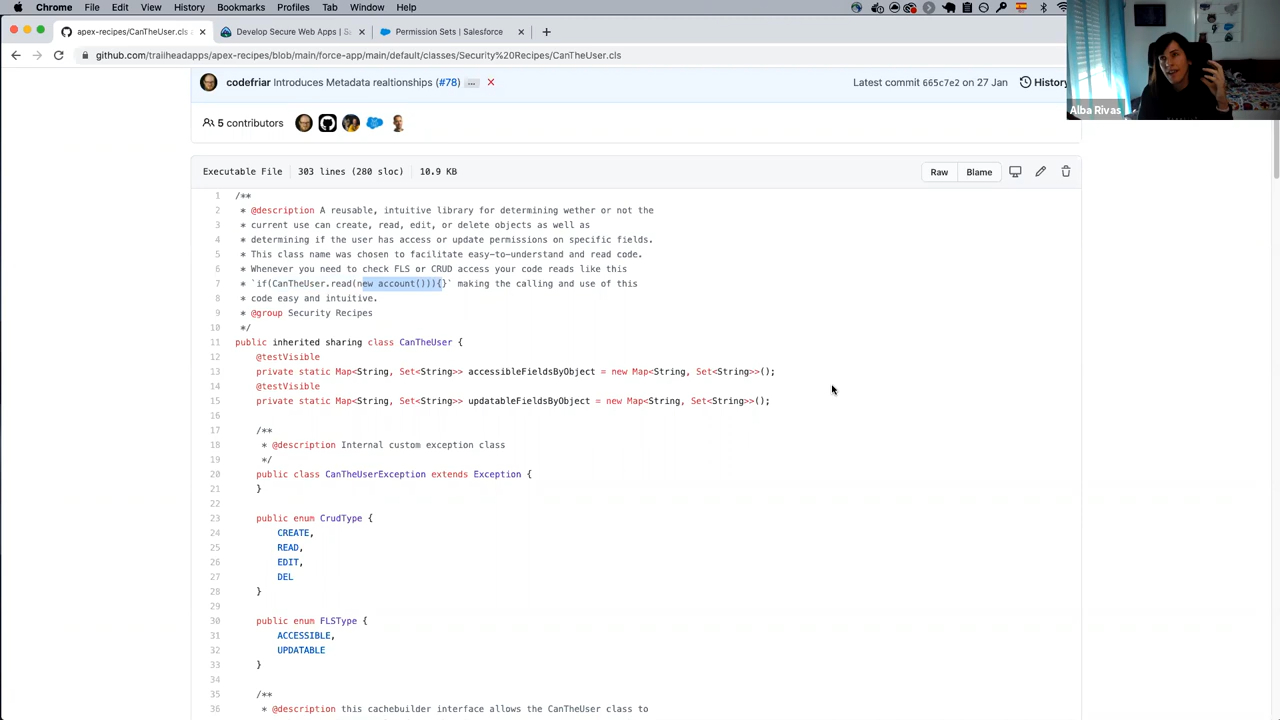 Chrome File Edit View History Bookmarks Profiles Tab Window Help
apex-recipes/CanTheUser.cls
Develop Secure Web Apps | S
Permission Sets | Salesforce
github.com/trailheadapps/apex-recipes/blob/main/force-app/main/default/classes/Security%20Recipes/CanTheUser.cls
Alba Rivas
codefriar Introduces Metadata realtionships (#78) ... Latest commit 665c7e2 on 27 Jan History
5 contributors
Executable File 303 lines (280 sloc) 10.9 KB Raw Blame
1 /**
2 * @description A reusable, intuitive library for determining wether or not the
3 * current use can create, read, edit, or delete objects as well as
4 * determining if the user has access or update permissions on specific fields.
5 * This class name was chosen to facilitate easy-to-understand and read code.
6 * Whenever you need to check FLS or CRUD access your code reads like this
7 * `if(CanTheUser.read(new account())){}` making the calling and use of this
8 * code easy and intuitive.
9 * @group Security Recipes
10 */
11 public inherited sharing class CanTheUser {
12 @testVisible
13 private static Map<String, Set<String>> accessibleFieldsByObject = new Map<String, Set<String>>();
14 @testVisible
15 private static Map<String, Set<String>> updatableFieldsByObject = new Map<String, Set<String>>();
16
17 /**
18 * @description Internal custom exception class
19 */
20 public class CanTheUserException extends Exception {
21 }
22
23 public enum CrudType {
24 CREATE,
25 READ,
26 EDIT,
27 DEL
28 }
29
30 public enum FLSType {
31 ACCESSIBLE,
32 UPDATABLE
33 }
34
35 /**
36 * @description this cachebuilder interface allows the CanTheUser class to